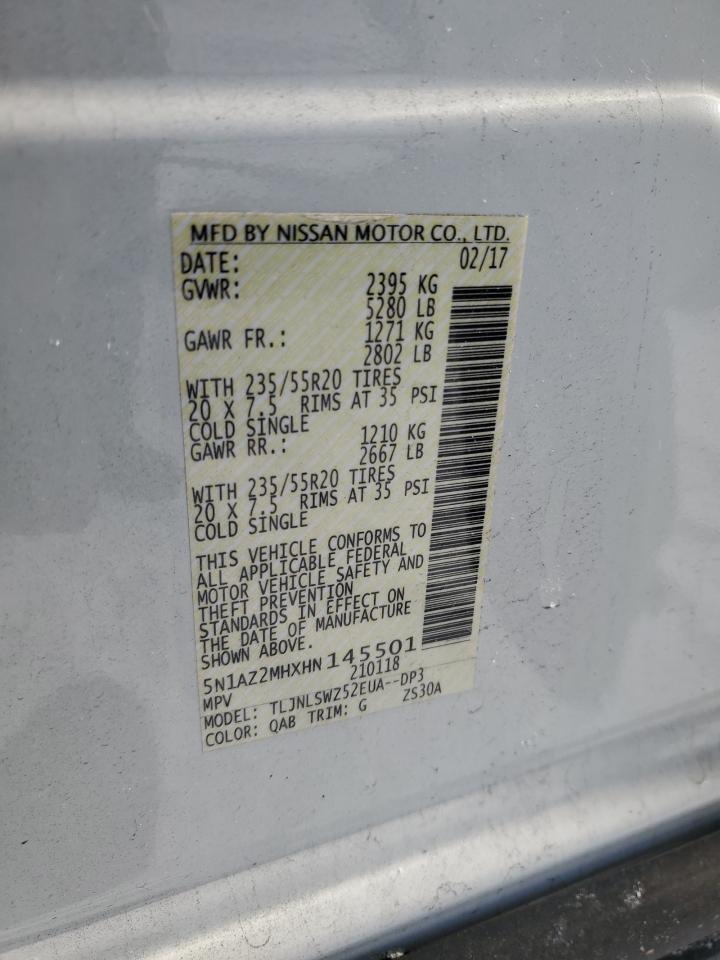 MFD BY NISSAN MOTOR CO., LTD.
DATE: 02/17
GVWR: 2395 KG
5280 LB
GAWR FR.: 1271 KG
2802 LB
WITH 235/55R20 TIRES
20 X 7.5 RIMS AT 35 PSI
COLD SINGLE
GAWR RR.: 1210 KG
2667 LB
WITH 235/55R20 TIRES
20 X 7.5 RIMS AT 35 PSI
COLD SINGLE
THIS VEHICLE CONFORMS TO
ALL APPLICABLE FEDERAL
MOTOR VEHICLE SAFETY AND
THEFT PREVENTION
STANDARDS IN EFFECT ON
THE DATE OF MANUFACTURE
SHOWN ABOVE.
5N1AZ2MHXHN145501
MPV 210118
MODEL: TLJNLSWZ52EUA--DP3
COLOR: QAB TRIM: G ZS30A